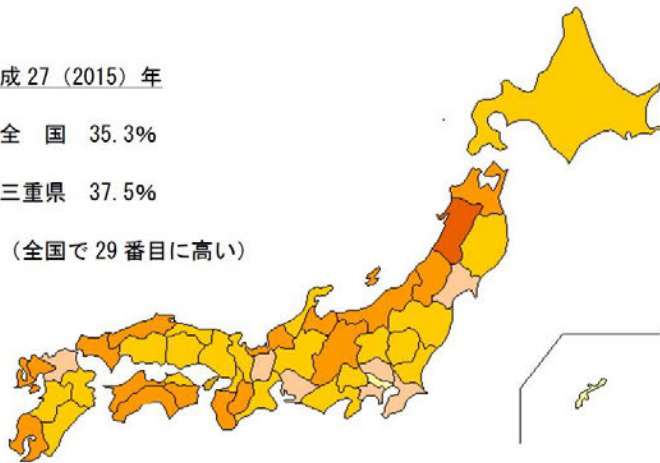 成 27（2015）年
全　国　35.3%
三重県　37.5%
（全国で 29 番目に高い）